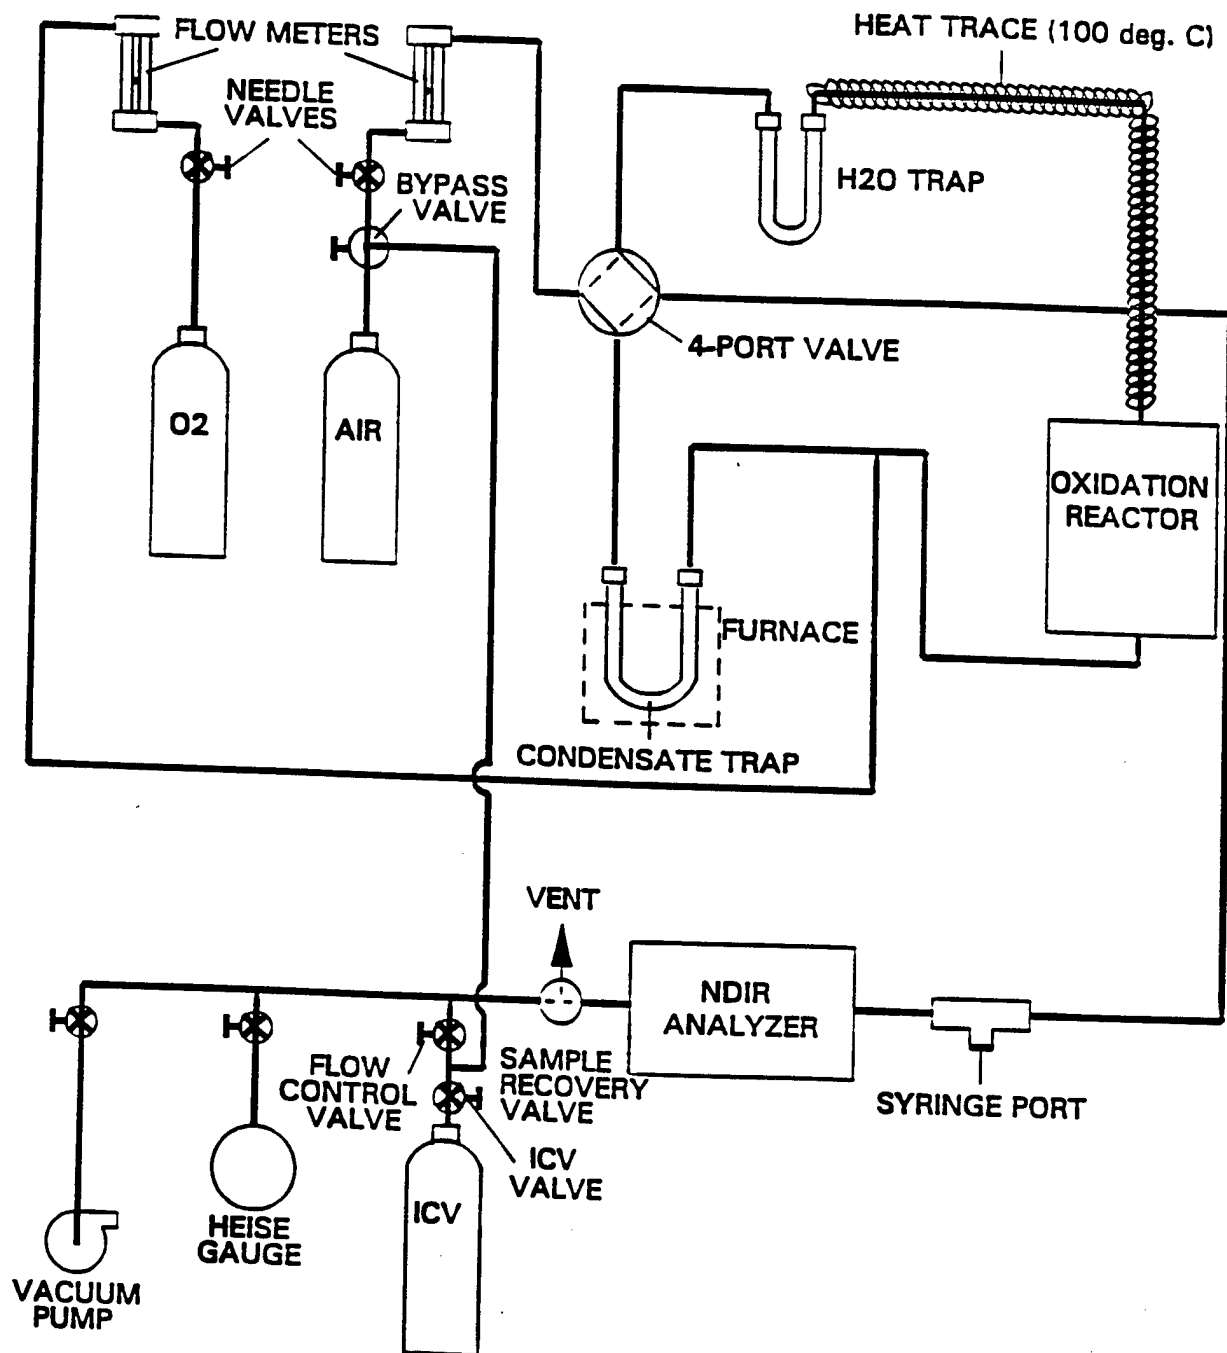 FLOW METERS
HEAT TRACE (100 deg. C)
NEEDLE
VALVES
BYPASS
VALVE
H2O TRAP
4-PORT VALVE
O2
AIR
OXIDATION
REACTOR
FURNACE
CONDENSATE TRAP
VENT
NDIR
ANALYZER
SYRINGE PORT
FLOW
CONTROL
VALVE
SAMPLE
RECOVERY
VALVE
ICV
VALVE
ICV
HEISE
GAUGE
VACUUM
PUMP